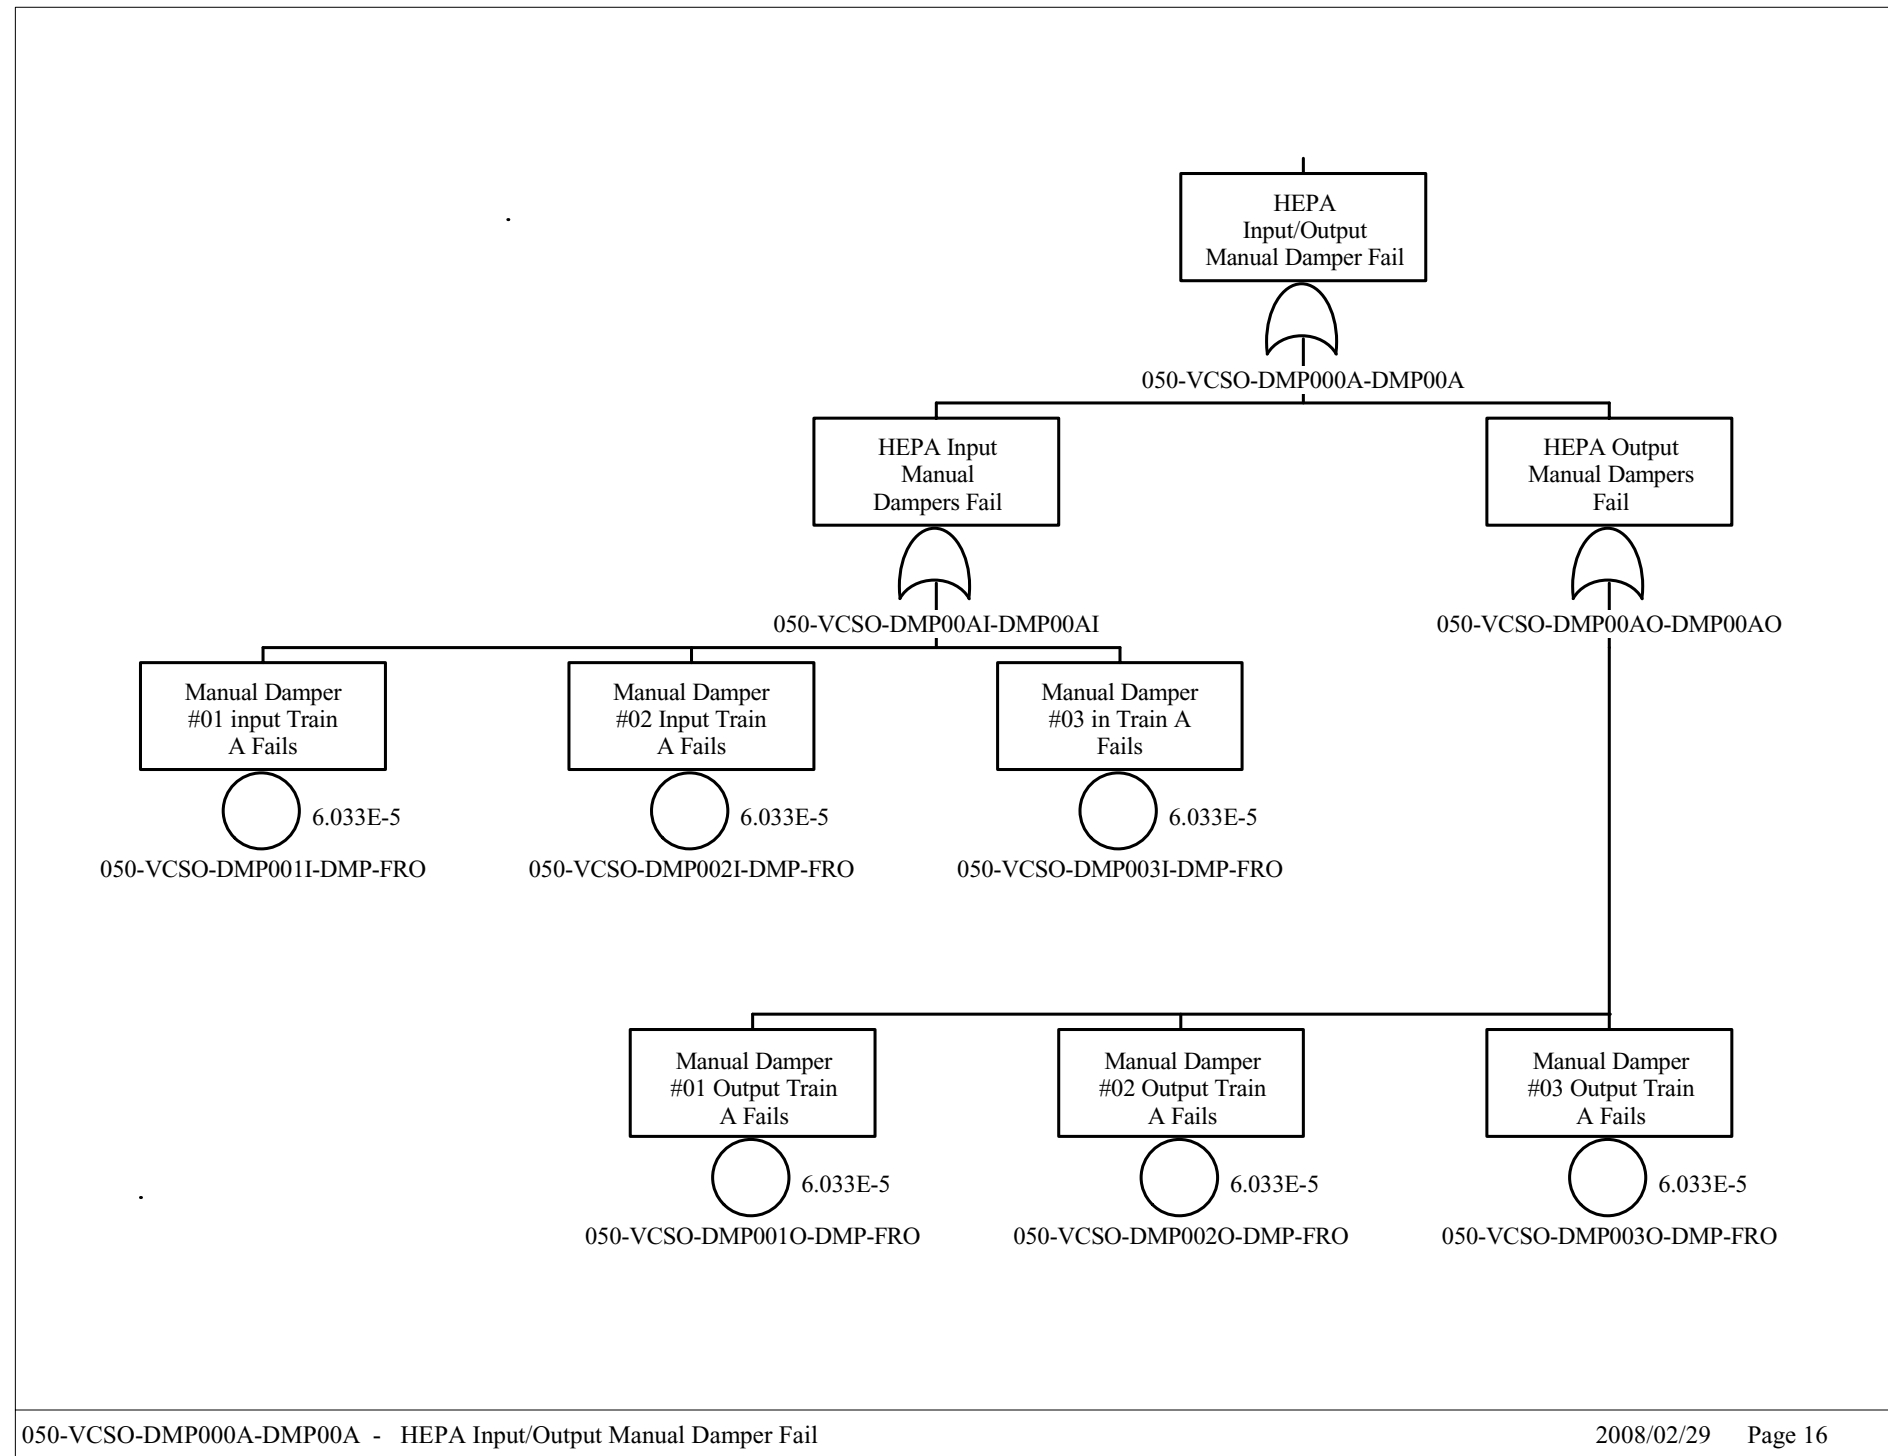 HEPA
Input/Output
Manual Damper Fail
050-VCSO-DMP000A-DMP00A
HEPA Input
Manual
Dampers Fail
050-VCSO-DMP00AI-DMP00AI
HEPA Output
Manual Dampers
Fail
050-VCSO-DMP00AO-DMP00AO
Manual Damper
#01 input Train
A Fails
6.033E-5
050-VCSO-DMP001I-DMP-FRO
Manual Damper
#02 Input Train
A Fails
6.033E-5
050-VCSO-DMP002I-DMP-FRO
Manual Damper
#03 in Train A
Fails
6.033E-5
050-VCSO-DMP003I-DMP-FRO
Manual Damper
#01 Output Train
A Fails
6.033E-5
050-VCSO-DMP001O-DMP-FRO
Manual Damper
#02 Output Train
A Fails
6.033E-5
050-VCSO-DMP002O-DMP-FRO
Manual Damper
#03 Output Train
A Fails
6.033E-5
050-VCSO-DMP003O-DMP-FRO
050-VCSO-DMP000A-DMP00A - HEPA Input/Output Manual Damper Fail 2008/02/29 Page 16